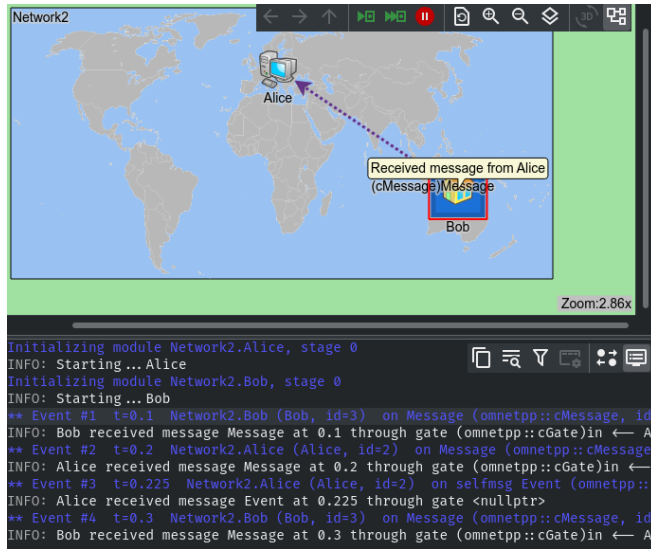 Network2
3D
Alice
Received message from Alice
(cMessage)Message
Bob
Zoom:2.86x
Initializing module Network2.Alice, stage 0
INFO: Starting...Alice
Initializing module Network2.Bob, stage 0
INFO: Starting...Bob
** Event #1 t=0.1 Network2.Bob (Bob, id=3) on Message (omnetpp::cMessage, id
INFO: Bob received message Message at 0.1 through gate (omnetpp::cGate)in <-- A
** Event #2 t=0.2 Network2.Alice (Alice, id=2) on Message (omnetpp::cMessage
INFO: Alice received message Message at 0.2 through gate (omnetpp::cGate)in <--
** Event #3 t=0.225 Network2.Alice (Alice, id=2) on selfmsg Event (omnetpp::
INFO: Alice received message Event at 0.225 through gate <nullptr>
** Event #4 t=0.3 Network2.Bob (Bob, id=3) on Message (omnetpp::cMessage, id
INFO: Bob received message Message at 0.3 through gate (omnetpp::cGate)in <-- A